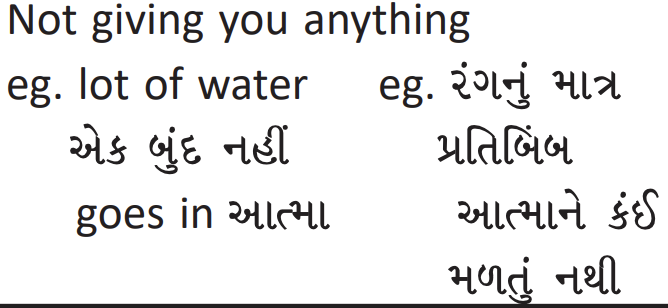 Not giving you anything
eg. lot of water
એક બુંદ નહીં
goes in આત્મા
eg. રંગનું માત્ર
પ્રતિબિંબ
આત્માને કંઈ
મળતું નથી